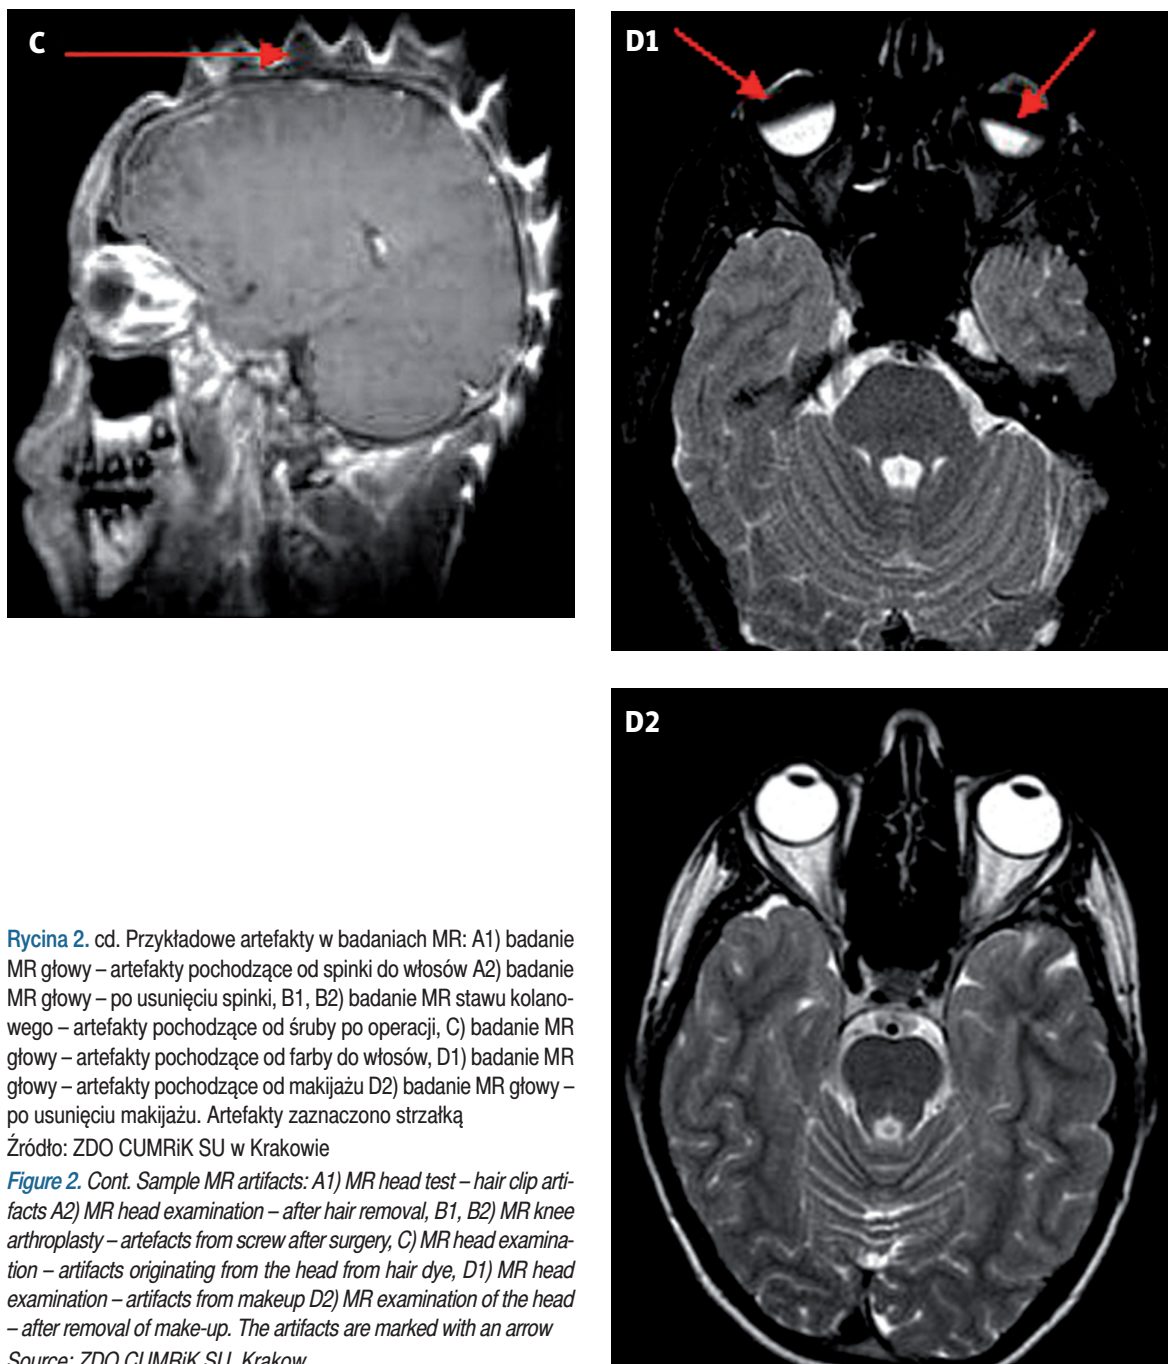 C
D1
D2
Rycina 2. cd. Przykładowe artefakty w badaniach MR: A1) badanie
MR głowy – artefakty pochodzące od spinki do włosów A2) badanie
MR głowy – po usunięciu spinki, B1, B2) badanie MR stawu kolano-
wego – artefakty pochodzące od śruby po operacji, C) badanie MR
głowy – artefakty pochodzące od farby do włosów, D1) badanie MR
głowy – artefakty pochodzące od makijażu D2) badanie MR głowy –
po usunięciu makijażu. Artefakty zaznaczono strzałką
Źródło: ZDO CUMRiK SU w Krakowie
Figure 2. Cont. Sample MR artifacts: A1) MR head test – hair clip arti-
facts A2) MR head examination – after hair removal, B1, B2) MR knee
arthroplasty – artefacts from screw after surgery, C) MR head examina-
tion – artifacts originating from the head from hair dye, D1) MR head
examination – artifacts from makeup D2) MR examination of the head
– after removal of make-up. The artifacts are marked with an arrow
Source: ZDO CUMRiK SU, Krakow